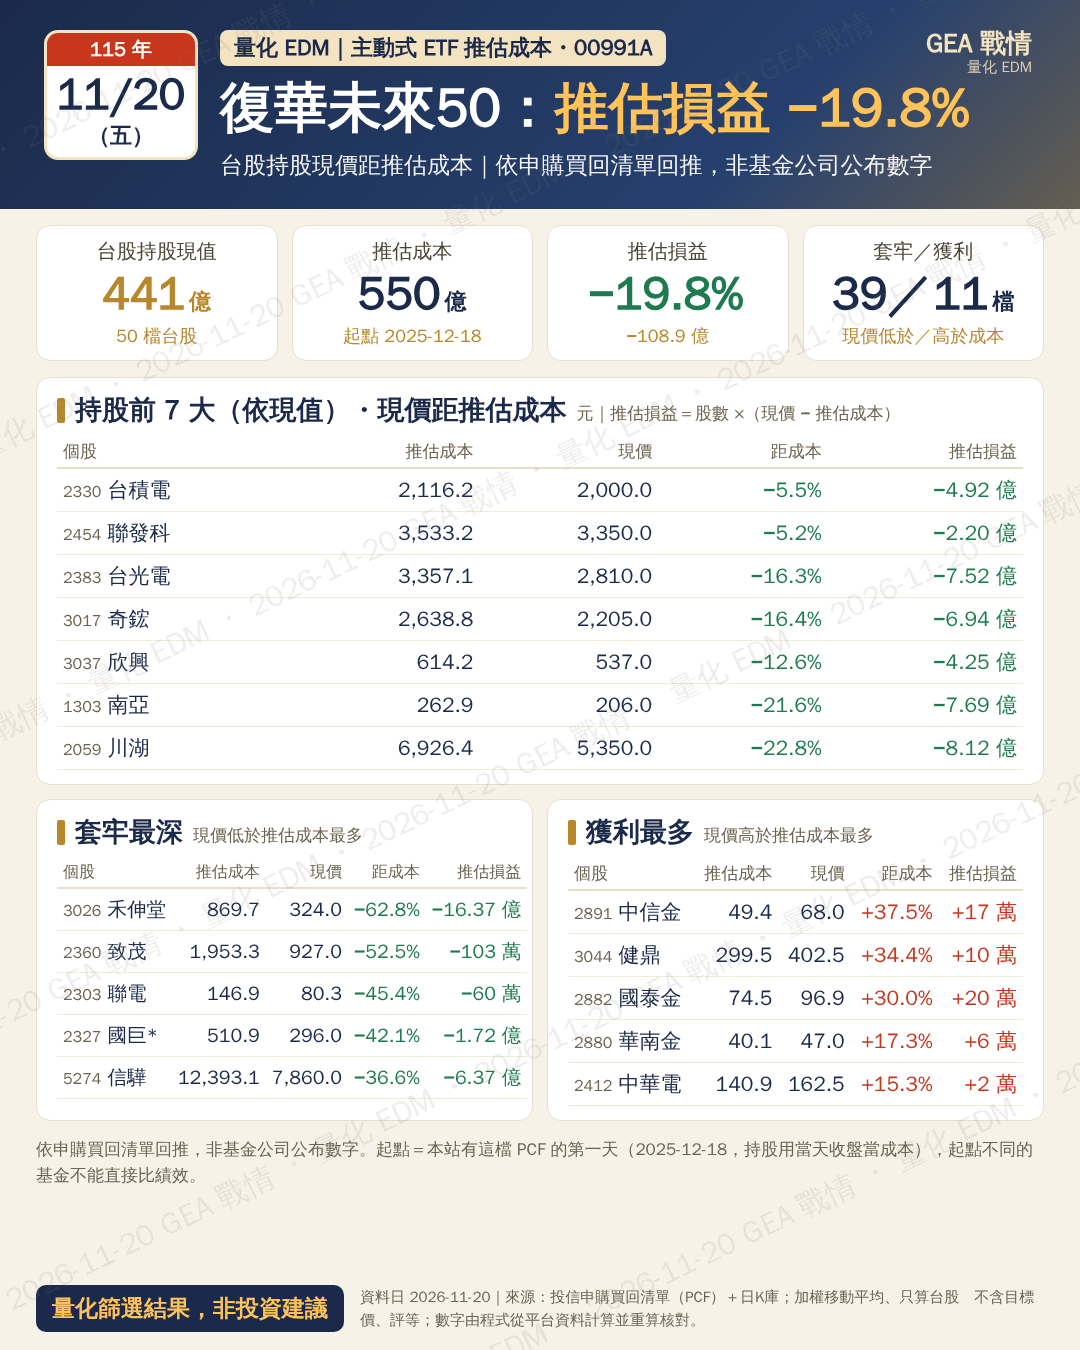 115 年
11/20
（五）
量化 EDM｜主動式 ETF 推估成本・00991A
復華未來50：推估損益 −19.8%
台股持股現價距推估成本｜依申購買回清單回推，非基金公司公布數字
GEA 戰情
量化 EDM
台股持股現值
441 億
50 檔台股
推估成本
550 億
起點 2025-12-18
推估損益
−19.8%
−108.9 億
套牢／獲利
39／11 檔
現價低於／高於成本
持股前 7 大（依現值）・現價距推估成本 元｜推估損益＝股數 ×（現價 − 推估成本）
個股 推估成本 現價 距成本 推估損益
2330 台積電 2,116.2 2,000.0 −5.5% −4.92 億
2454 聯發科 3,533.2 3,350.0 −5.2% −2.20 億
2383 台光電 3,357.1 2,810.0 −16.3% −7.52 億
3017 奇鋐 2,638.8 2,205.0 −16.4% −6.94 億
3037 欣興 614.2 537.0 −12.6% −4.25 億
1303 南亞 262.9 206.0 −21.6% −7.69 億
2059 川湖 6,926.4 5,350.0 −22.8% −8.12 億
套牢最深 現價低於推估成本最多
個股 推估成本 現價 距成本 推估損益
3026 禾伸堂 869.7 324.0 −62.8% −16.37 億
2360 致茂 1,953.3 927.0 −52.5% −103 萬
2303 聯電 146.9 80.3 −45.4% −60 萬
2327 國巨* 510.9 296.0 −42.1% −1.72 億
5274 信驊 12,393.1 7,860.0 −36.6% −6.37 億
獲利最多 現價高於推估成本最多
個股 推估成本 現價 距成本 推估損益
2891 中信金 49.4 68.0 +37.5% +17 萬
3044 健鼎 299.5 402.5 +34.4% +10 萬
2882 國泰金 74.5 96.9 +30.0% +20 萬
2880 華南金 40.1 47.0 +17.3% +6 萬
2412 中華電 140.9 162.5 +15.3% +2 萬
依申購買回清單回推，非基金公司公布數字。起點＝本站有這檔 PCF 的第一天（2025-12-18，持股用當天收盤當成本），起點不同的
基金不能直接比績效。
量化篩選結果，非投資建議
資料日 2026-11-20｜來源：投信申購買回清單（PCF）＋日K庫；加權移動平均、只算台股　不含目標
價、評等；數字由程式從平台資料計算並重算核對。